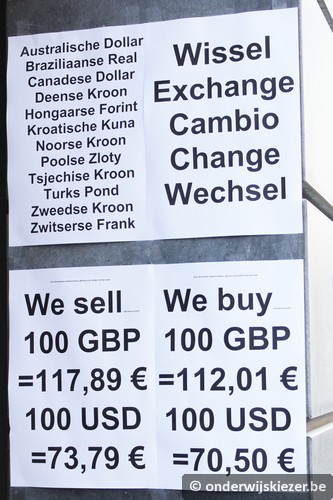 Australische Dollar
Braziliaanse Real
Canadese Dollar
Deense Kroon
Hongaarse Forint
Kroatische Kuna
Noorse Kroon
Poolse Zloty
Tsjechise Kroon
Turks Pond
Zweedse Kroon
Zwitserse Frank
Wissel
Exchange
Cambio
Change
Wechsel
We sell
100 GBP
=117,89 €
100 USD
=73,79 €
We buy
100 GBP
=112,01 €
100 USD
=70,50 €
© onderwijskiezer.be